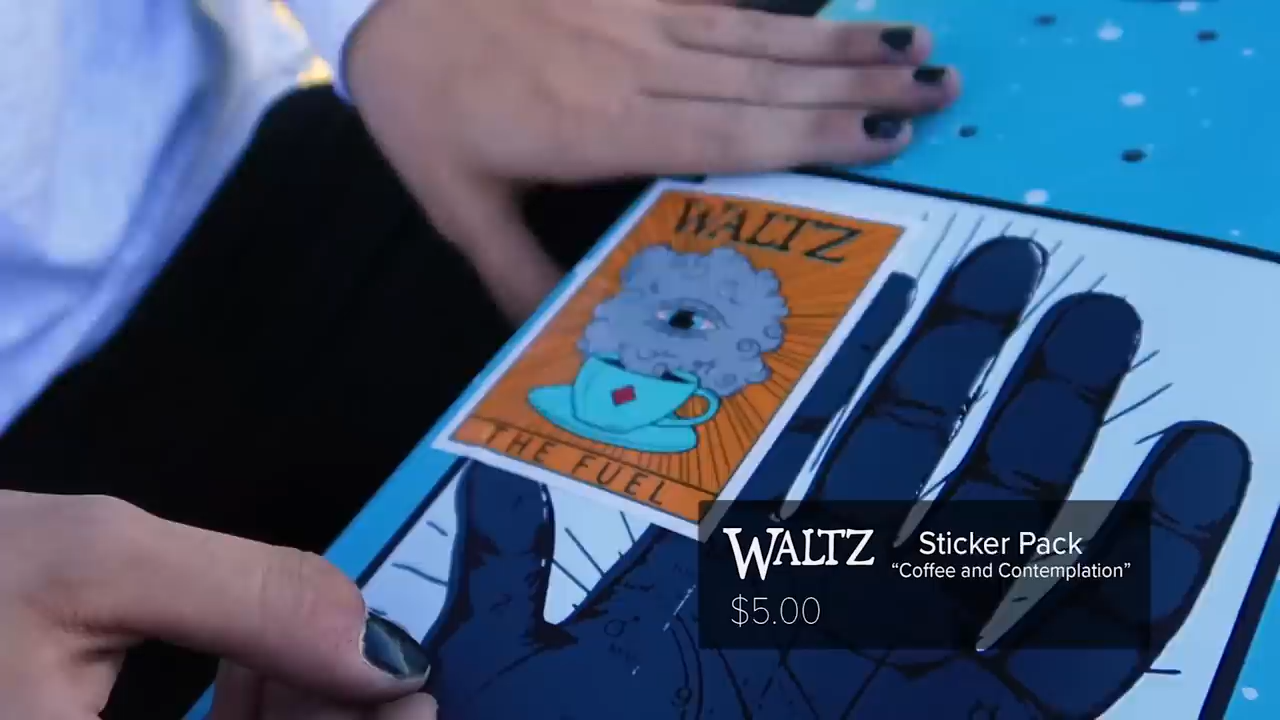 WALTZ
THE FUEL
WALTZ
Sticker Pack
“Coffee and Contemplation”
$5.00